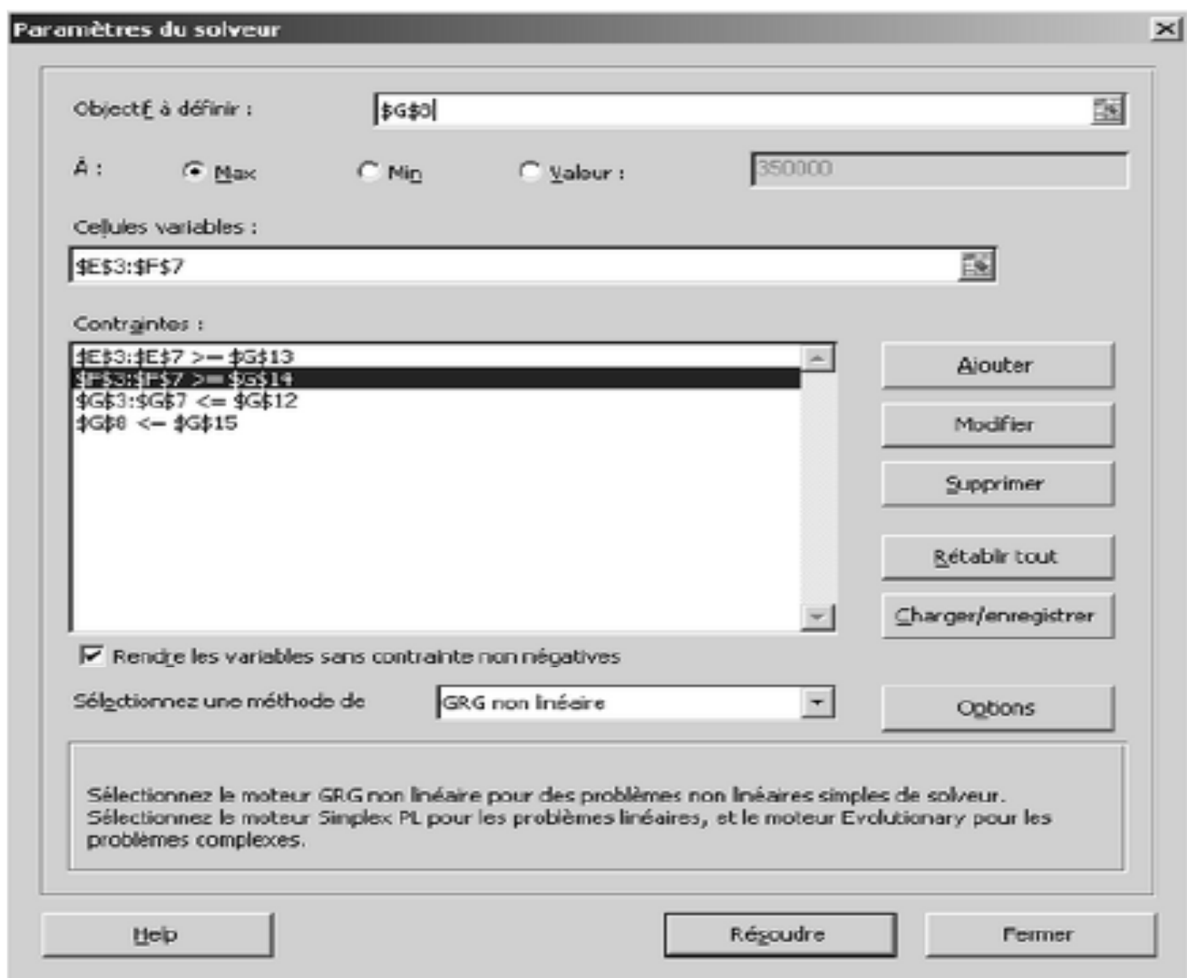 Paramètres du solveur
Objectif à définir :
$G$8
À :
Max
Min
Valeur :
350000
Cellules variables :
$E$3:$F$7
Contraintes :
$E$3:$E$7 >= $G$13
$F$3:$F$7 >= $G$14
$G$3:$G$7 <= $G$12
$G$8 <= $G$15
Ajouter
Modifier
Supprimer
Rétablir tout
Charger/enregistrer
Rendre les variables sans contrainte non négatives
Sélectionnez une méthode de
GRG non linéaire
Options
Sélectionnez le moteur GRG non linéaire pour des problèmes non linéaires simples de solveur.
Sélectionnez le moteur Simplex PL pour les problèmes linéaires, et le moteur Evolutionary pour les
problèmes complexes.
Help
Résoudre
Fermer